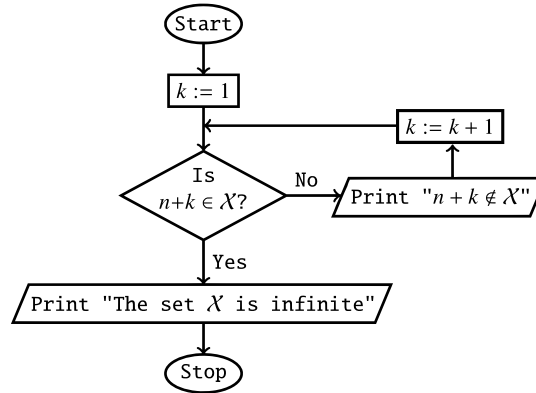 Start
k := 1
k := k + 1
Is
n+k ∈ 𝒳?
No
Print "n + k ∉ 𝒳"
Yes
Print "The set 𝒳 is infinite"
Stop